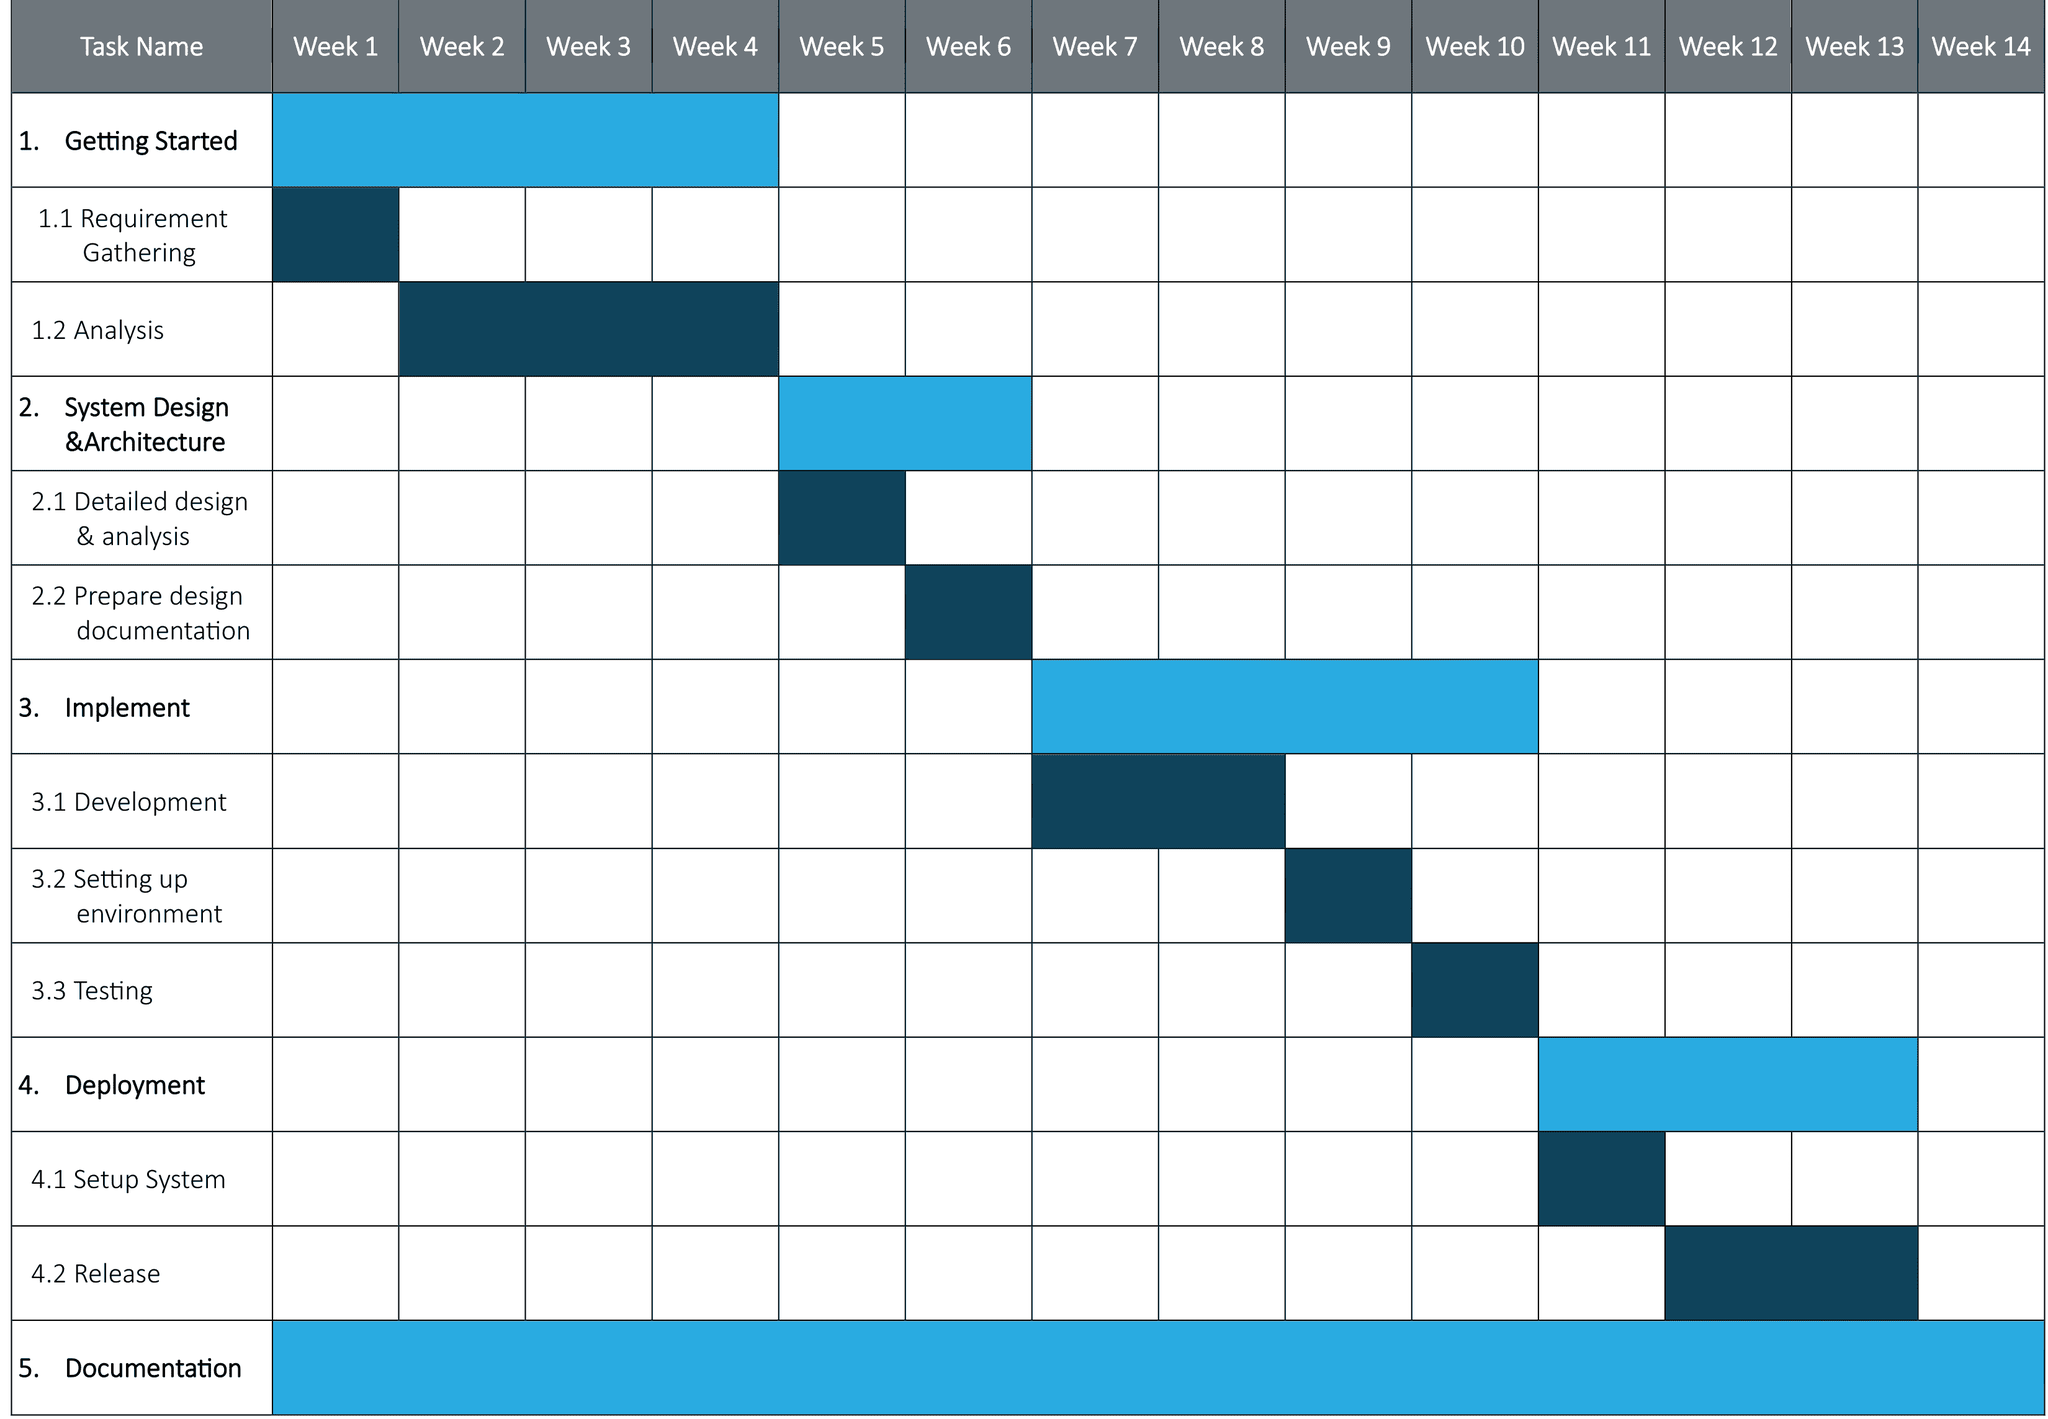 Task Name Week 1 Week 2 Week 3 Week 4 Week 5 Week 6 Week 7 Week 8 Week 9 Week 10 Week 11 Week 12 Week 13 Week 14
1. Getting Started
1.1 Requirement
Gathering
1.2 Analysis
2. System Design
&Architecture
2.1 Detailed design
& analysis
2.2 Prepare design
documentation
3. Implement
3.1 Development
3.2 Setting up
environment
3.3 Testing
4. Deployment
4.1 Setup System
4.2 Release
5. Documentation